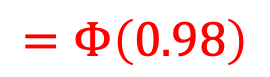 = Φ(0.98)